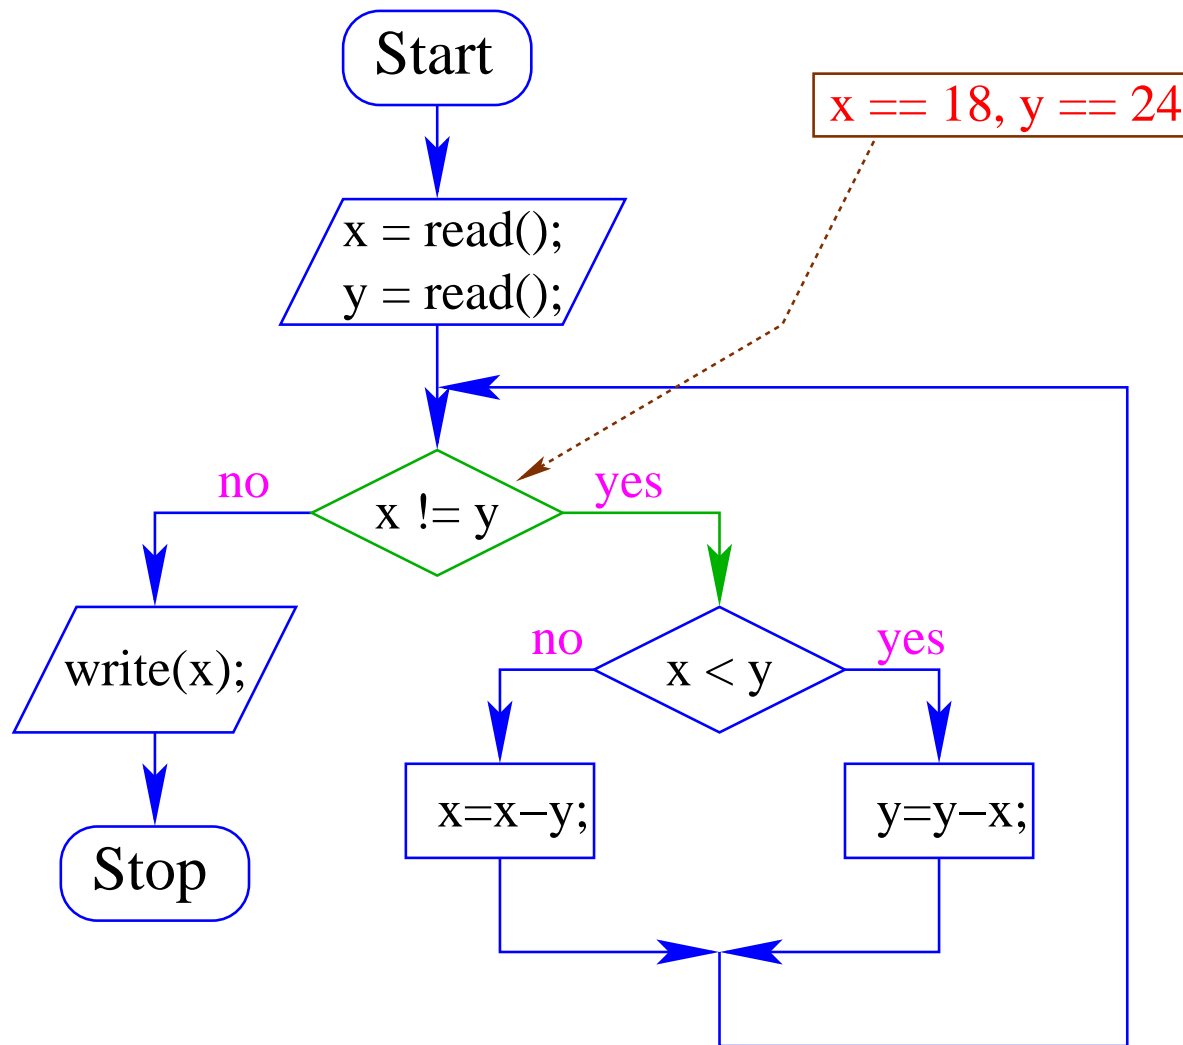 Start
x == 18, y == 24
x = read();
y = read();
no
yes
x != y
no
yes
write(x);
x < y
x=x−y;
y=y−x;
Stop